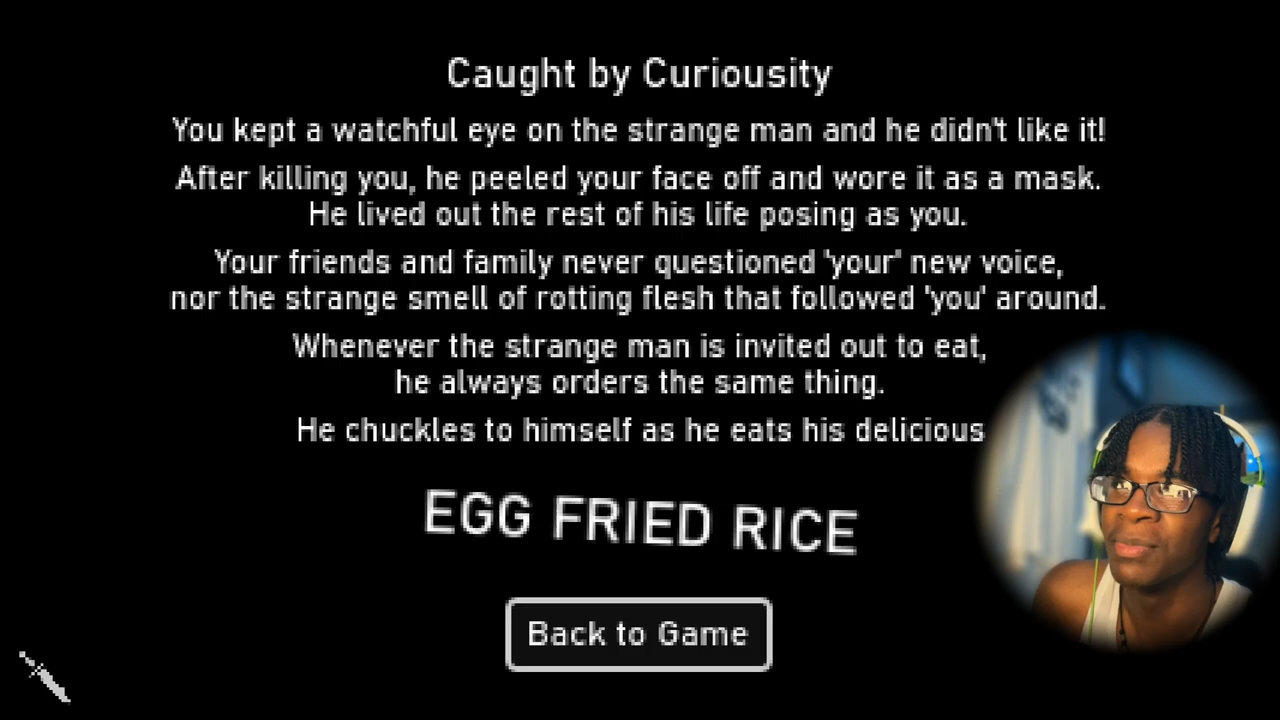 Caught by Curiousity
You kept a watchful eye on the strange man and he didn't like it!
After killing you, he peeled your face off and wore it as a mask.
He lived out the rest of his life posing as you.
Your friends and family never questioned 'your' new voice,
nor the strange smell of rotting flesh that followed 'you' around.
Whenever the strange man is invited out to eat,
he always orders the same thing.
He chuckles to himself as he eats his delicious
EGG FRIED RICE
Back to Game